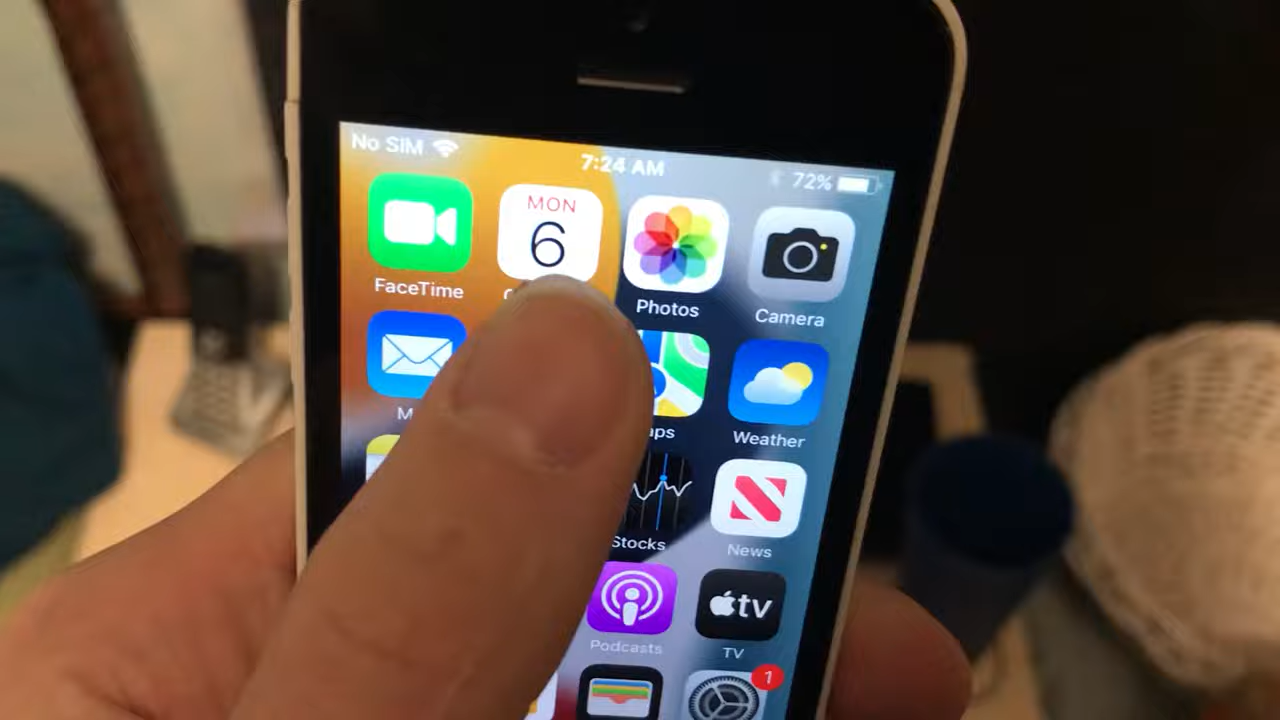 No SIM
7:24 AM
72%
MON
6
FaceTime
Photos
Camera
Weather
Stocks
News
tv
Podcasts
TV
1